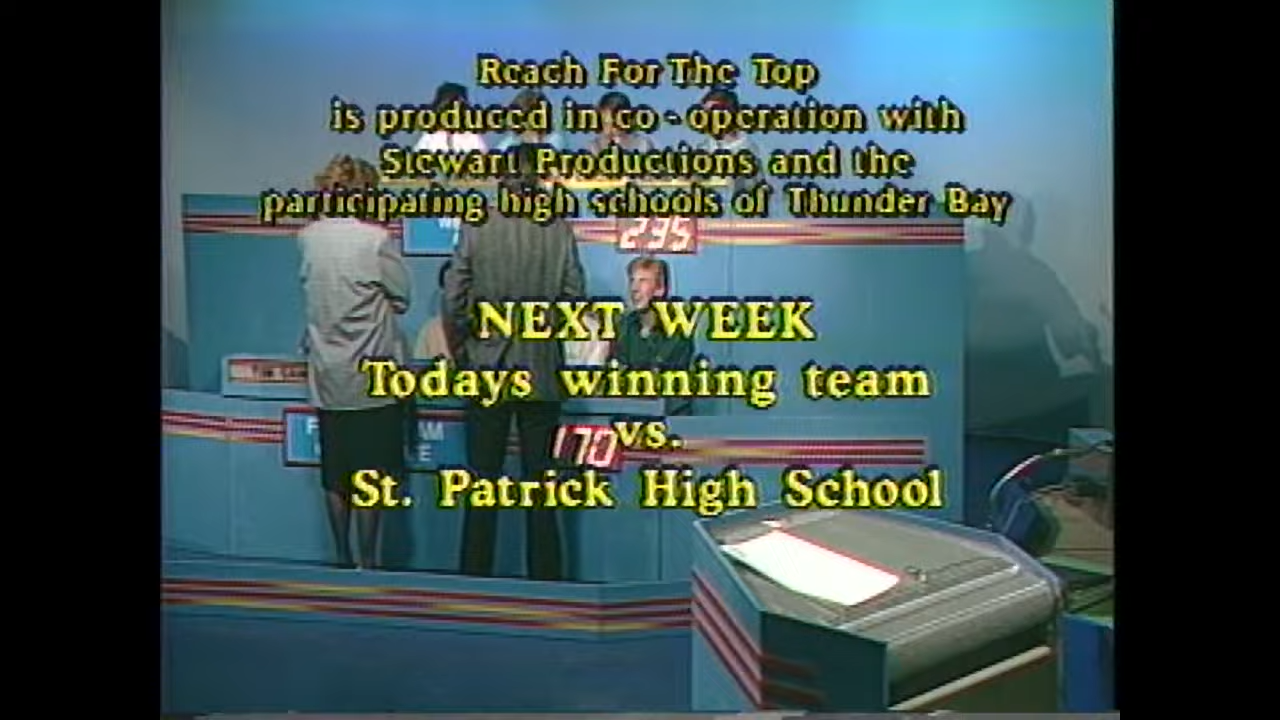 Reach For The Top
is produced in co-operation with
Stewart Productions and the
participating high schools of Thunder Bay
295
NEXT WEEK
Todays winning team
vs.
170
St. Patrick High School